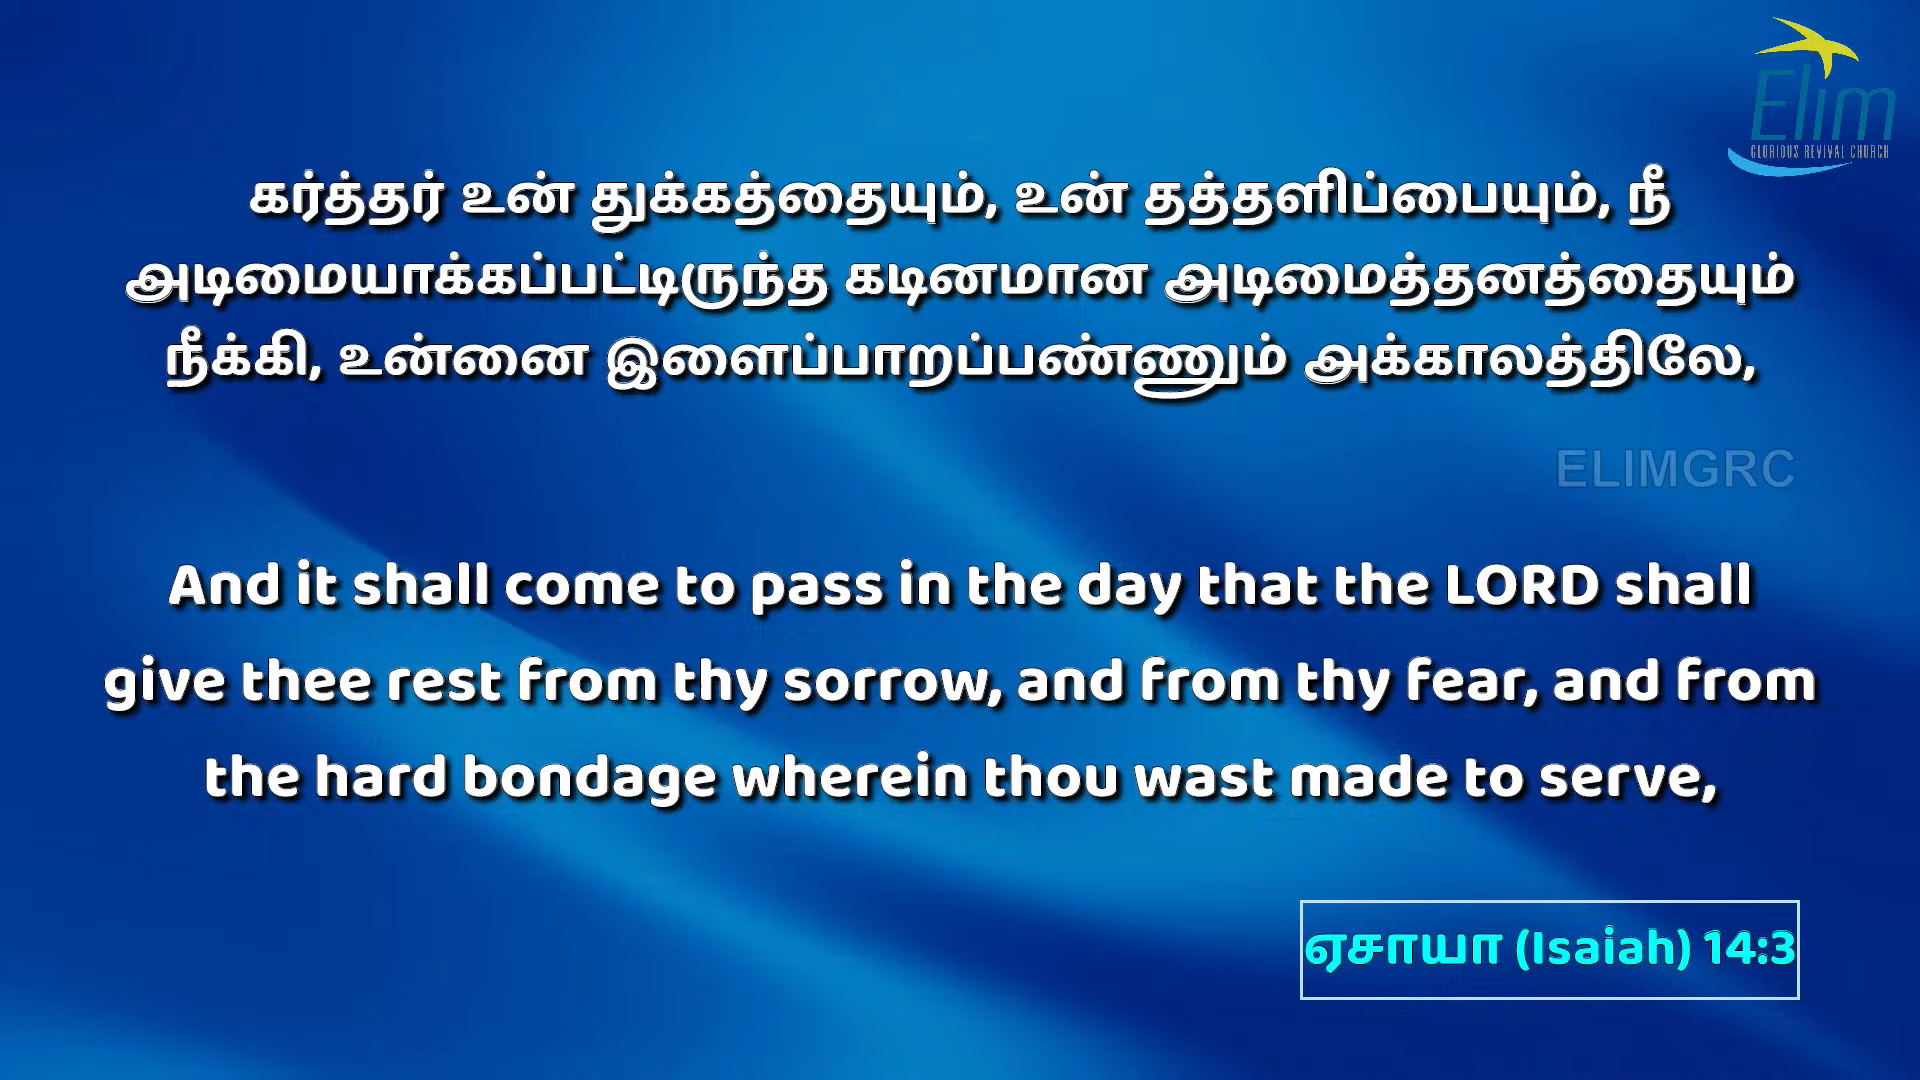 Elim
GLORIOUS REVIVAL CHURCH
கர்த்தர் உன் துக்கத்தையும், உன் தத்தளிப்பையும், நீ
அடிமையாக்கப்பட்டிருந்த கடினமான அடிமைத்தனத்தையும்
நீக்கி, உன்னை இளைப்பாறப்பண்ணும் அக்காலத்திலே,
ELIMGRC
And it shall come to pass in the day that the LORD shall
give thee rest from thy sorrow, and from thy fear, and from
the hard bondage wherein thou wast made to serve,
ஏசாயா (Isaiah) 14:3